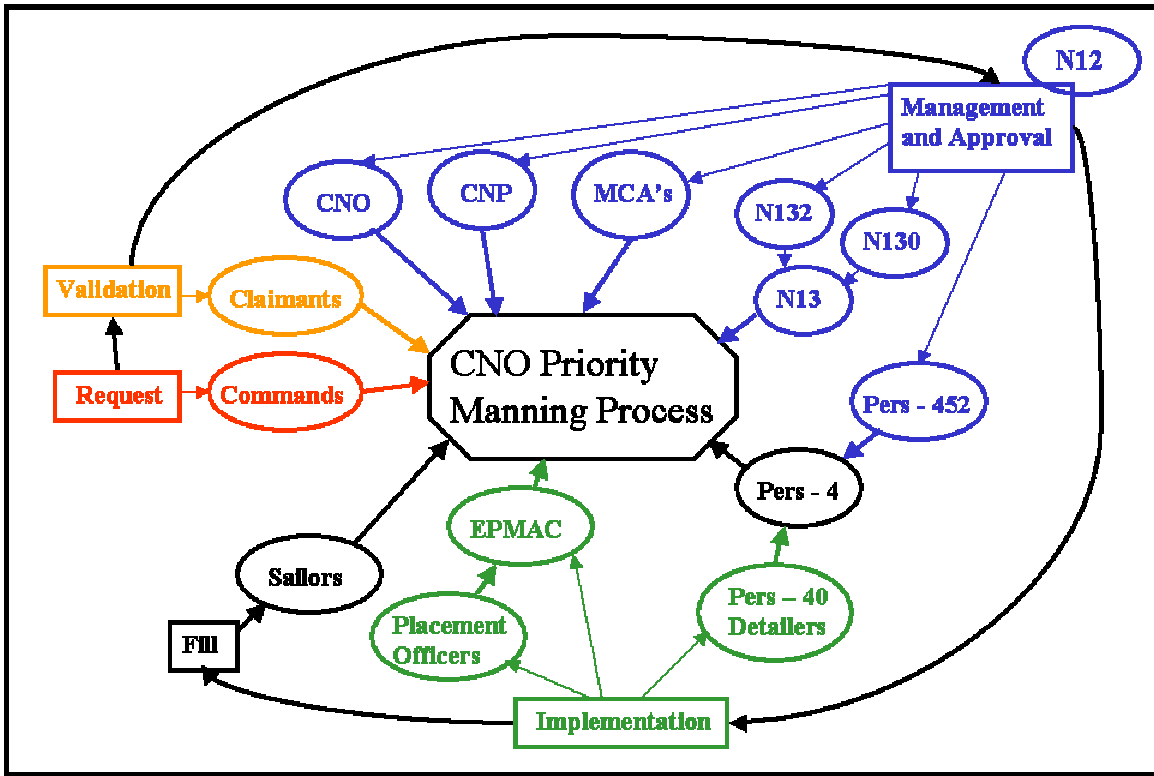 N12
Management
and Approval
CNO
CNP
MCA's
N132
N130
N13
Validation
Claimants
Request
Commands
CNO Priority
Manning Process
Pers - 452
Pers - 4
EPMAC
Sailors
Pers – 40
Detailers
Placement
Officers
Fill
Implementation